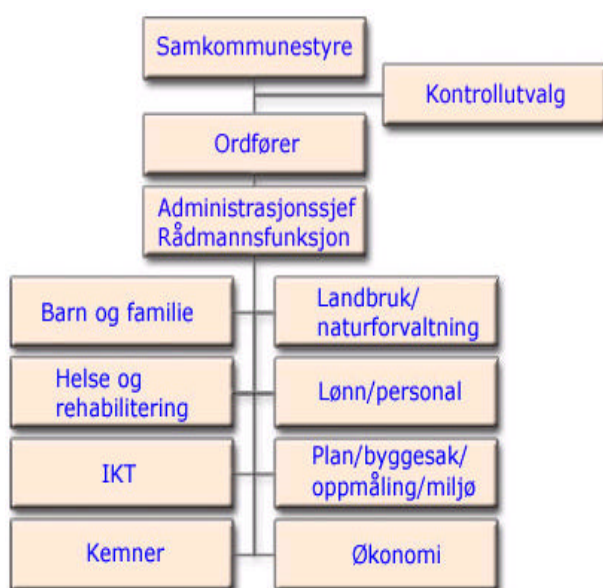 Samkommunestyre
Kontrollutvalg
Ordfører
Administrasjonssjef
Rådmannsfunksjon
Barn og familie
Landbruk/
naturforvaltning
Helse og
rehabilitering
Lønn/personal
IKT
Plan/byggesak/
oppmåling/miljø
Kemner
Økonomi